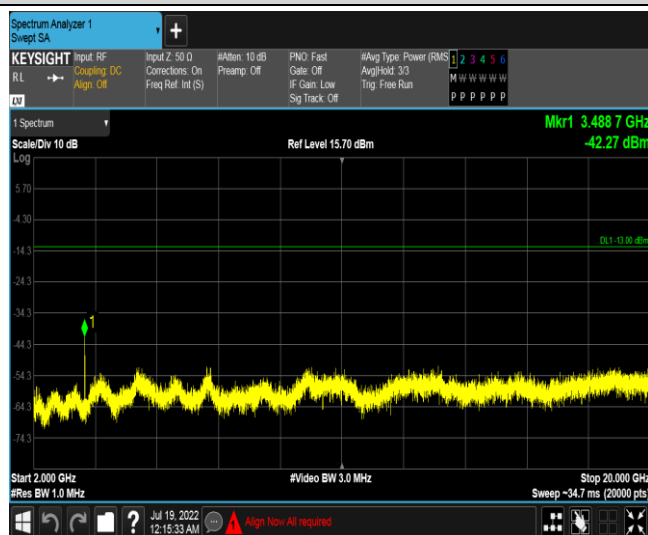 Spectrum Analyzer 1
Swept SA
+
KEYSIGHT
RL
LXI
Input: RF
Coupling: DC
Align: Off
Input Z: 50 Ω
Corrections: On
Freq Ref: Int (S)
#Atten: 10 dB
Preamp: Off
PNO: Fast
Gate: Off
IF Gain: Low
Sig Track: Off
#Avg Type: Power (RMS
Avg|Hold: 3/3
Trig: Free Run
1 2 3 4 5 6
M W W W W W
P P P P P P
1 Spectrum
Mkr1 3.488 7 GHz
Scale/Div 10 dB
Ref Level 15.70 dBm
-42.27 dBm
Log
5.70
-4.30
DL1 -13.00 dBm
-14.3
-24.3
-34.3
1
-44.3
-54.3
-64.3
-74.3
Start 2.000 GHz
#Video BW 3.0 MHz
Stop 20.000 GHz
#Res BW 1.0 MHz
Sweep ~34.7 ms (20000 pts)
?
Jul 19, 2022
12:15:33 AM
Align Now All required